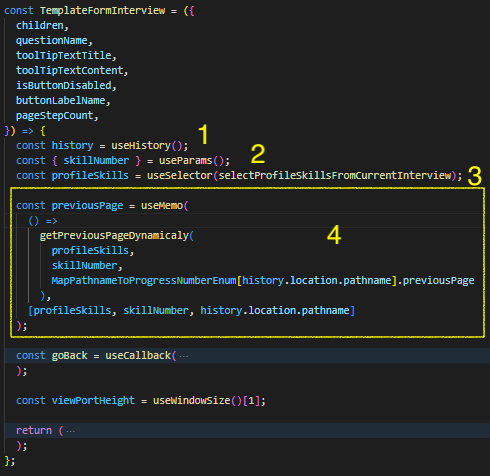 const TemplateFormInterview = ({
children,
questionName,
toolTipTextTitle,
toolTipTextContent,
isButtonDisabled,
buttonLabelName,
pageStepCount,
}) => {
const history = useHistory(); 1
const { skillNumber } = useParams(); 2
const profileSkills = useSelector(selectProfileSkillsFromCurrentInterview); 3
const previousPage = useMemo(
() =>
getPreviousPageDynamicaly( 4
profileSkills,
skillNumber,
MapPathnameToProgressNumberEnum[history.location.pathname].previousPage
),
[profileSkills, skillNumber, history.location.pathname]
);
const goBack = useCallback(…
);
const viewPortHeight = useWindowSize()[1];
return (…
);
};